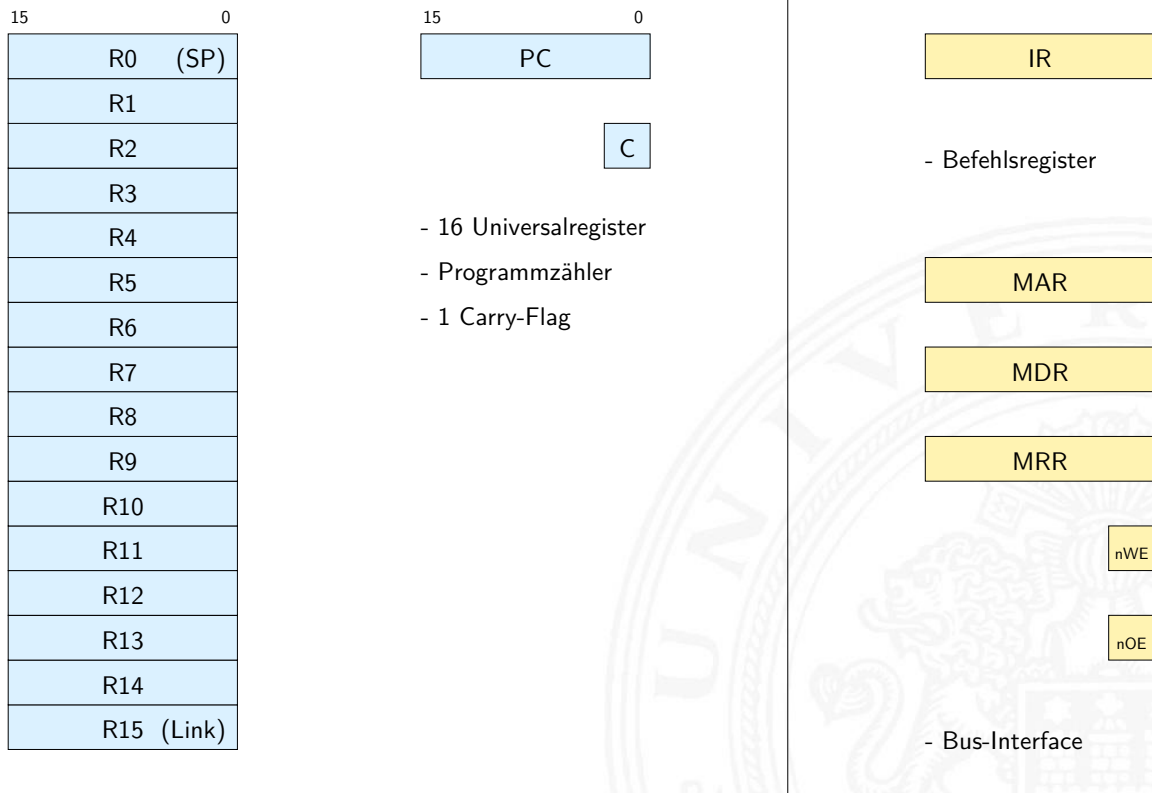 15 0
R0 (SP)
R1
R2
R3
R4
R5
R6
R7
R8
R9
R10
R11
R12
R13
R14
R15 (Link)
15 0
PC
C
- 16 Universalregister
- Programmzähler
- 1 Carry-Flag
IR
- Befehlsregister
MAR
MDR
MRR
nWE
nOE
- Bus-Interface
U N I V E R